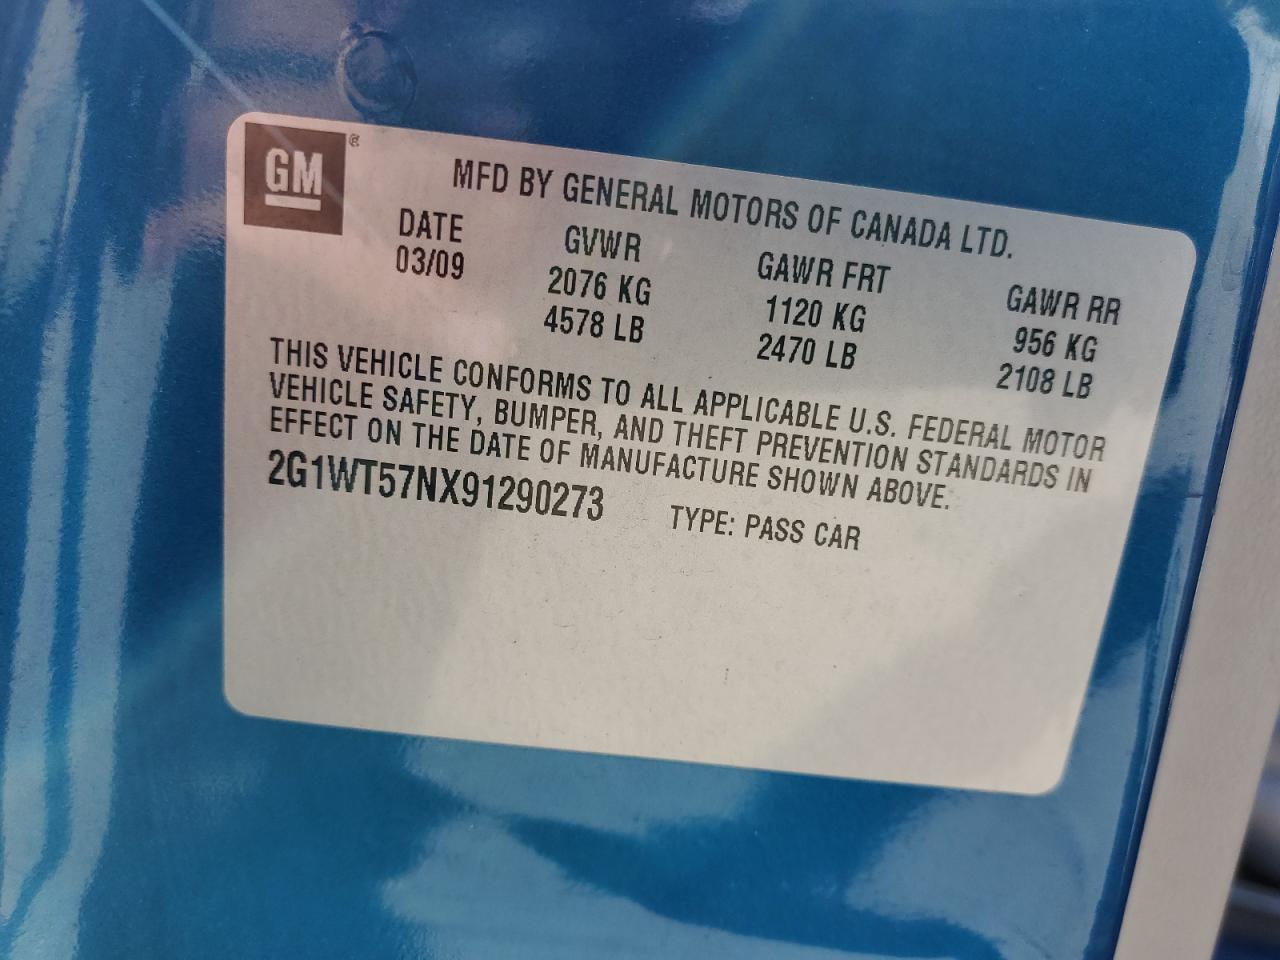 GM ®
MFD BY GENERAL MOTORS OF CANADA LTD.
DATE GVWR GAWR FRT GAWR RR
03/09 2076 KG 1120 KG 956 KG
4578 LB 2470 LB 2108 LB
THIS VEHICLE CONFORMS TO ALL APPLICABLE U.S. FEDERAL MOTOR
VEHICLE SAFETY, BUMPER, AND THEFT PREVENTION STANDARDS IN
EFFECT ON THE DATE OF MANUFACTURE SHOWN ABOVE.
2G1WT57NX91290273 TYPE: PASS CAR